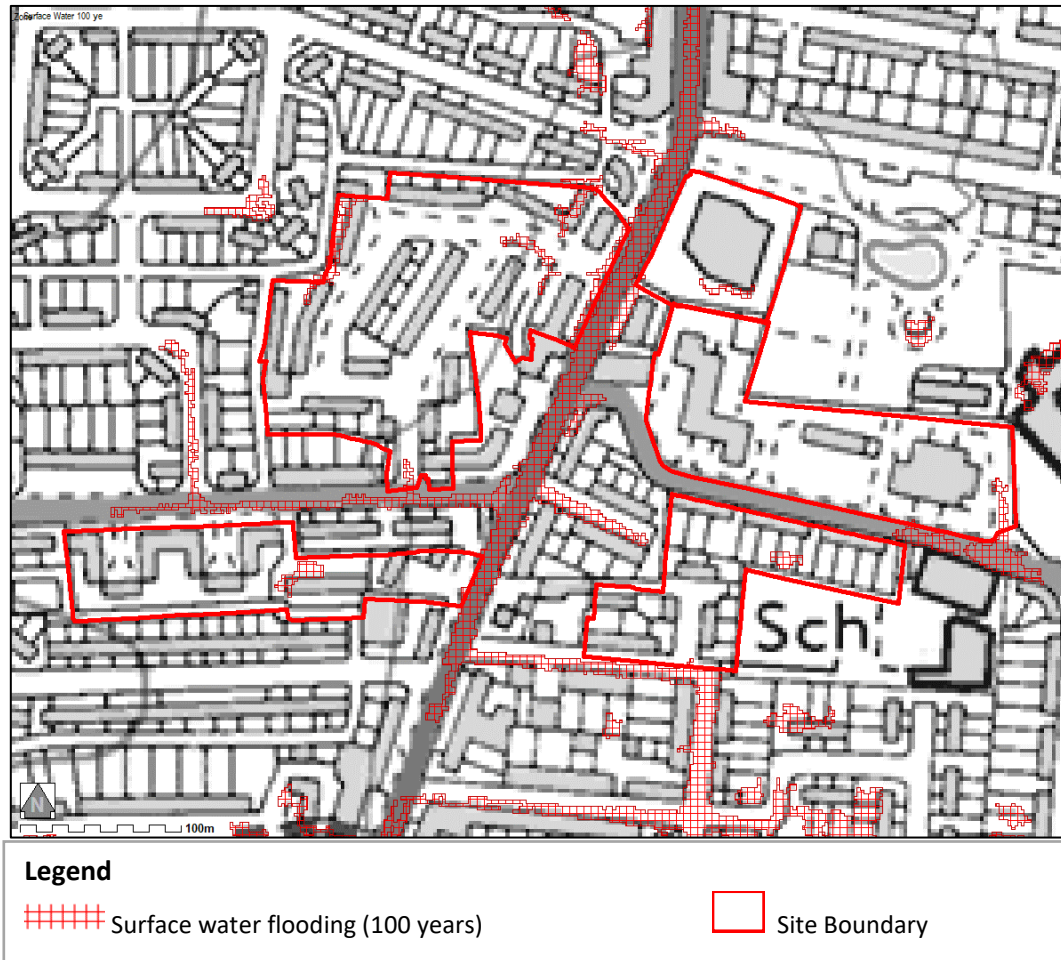 Surface Water 100 ye
Sch
N
100m
Legend
Surface water flooding (100 years)
Site Boundary